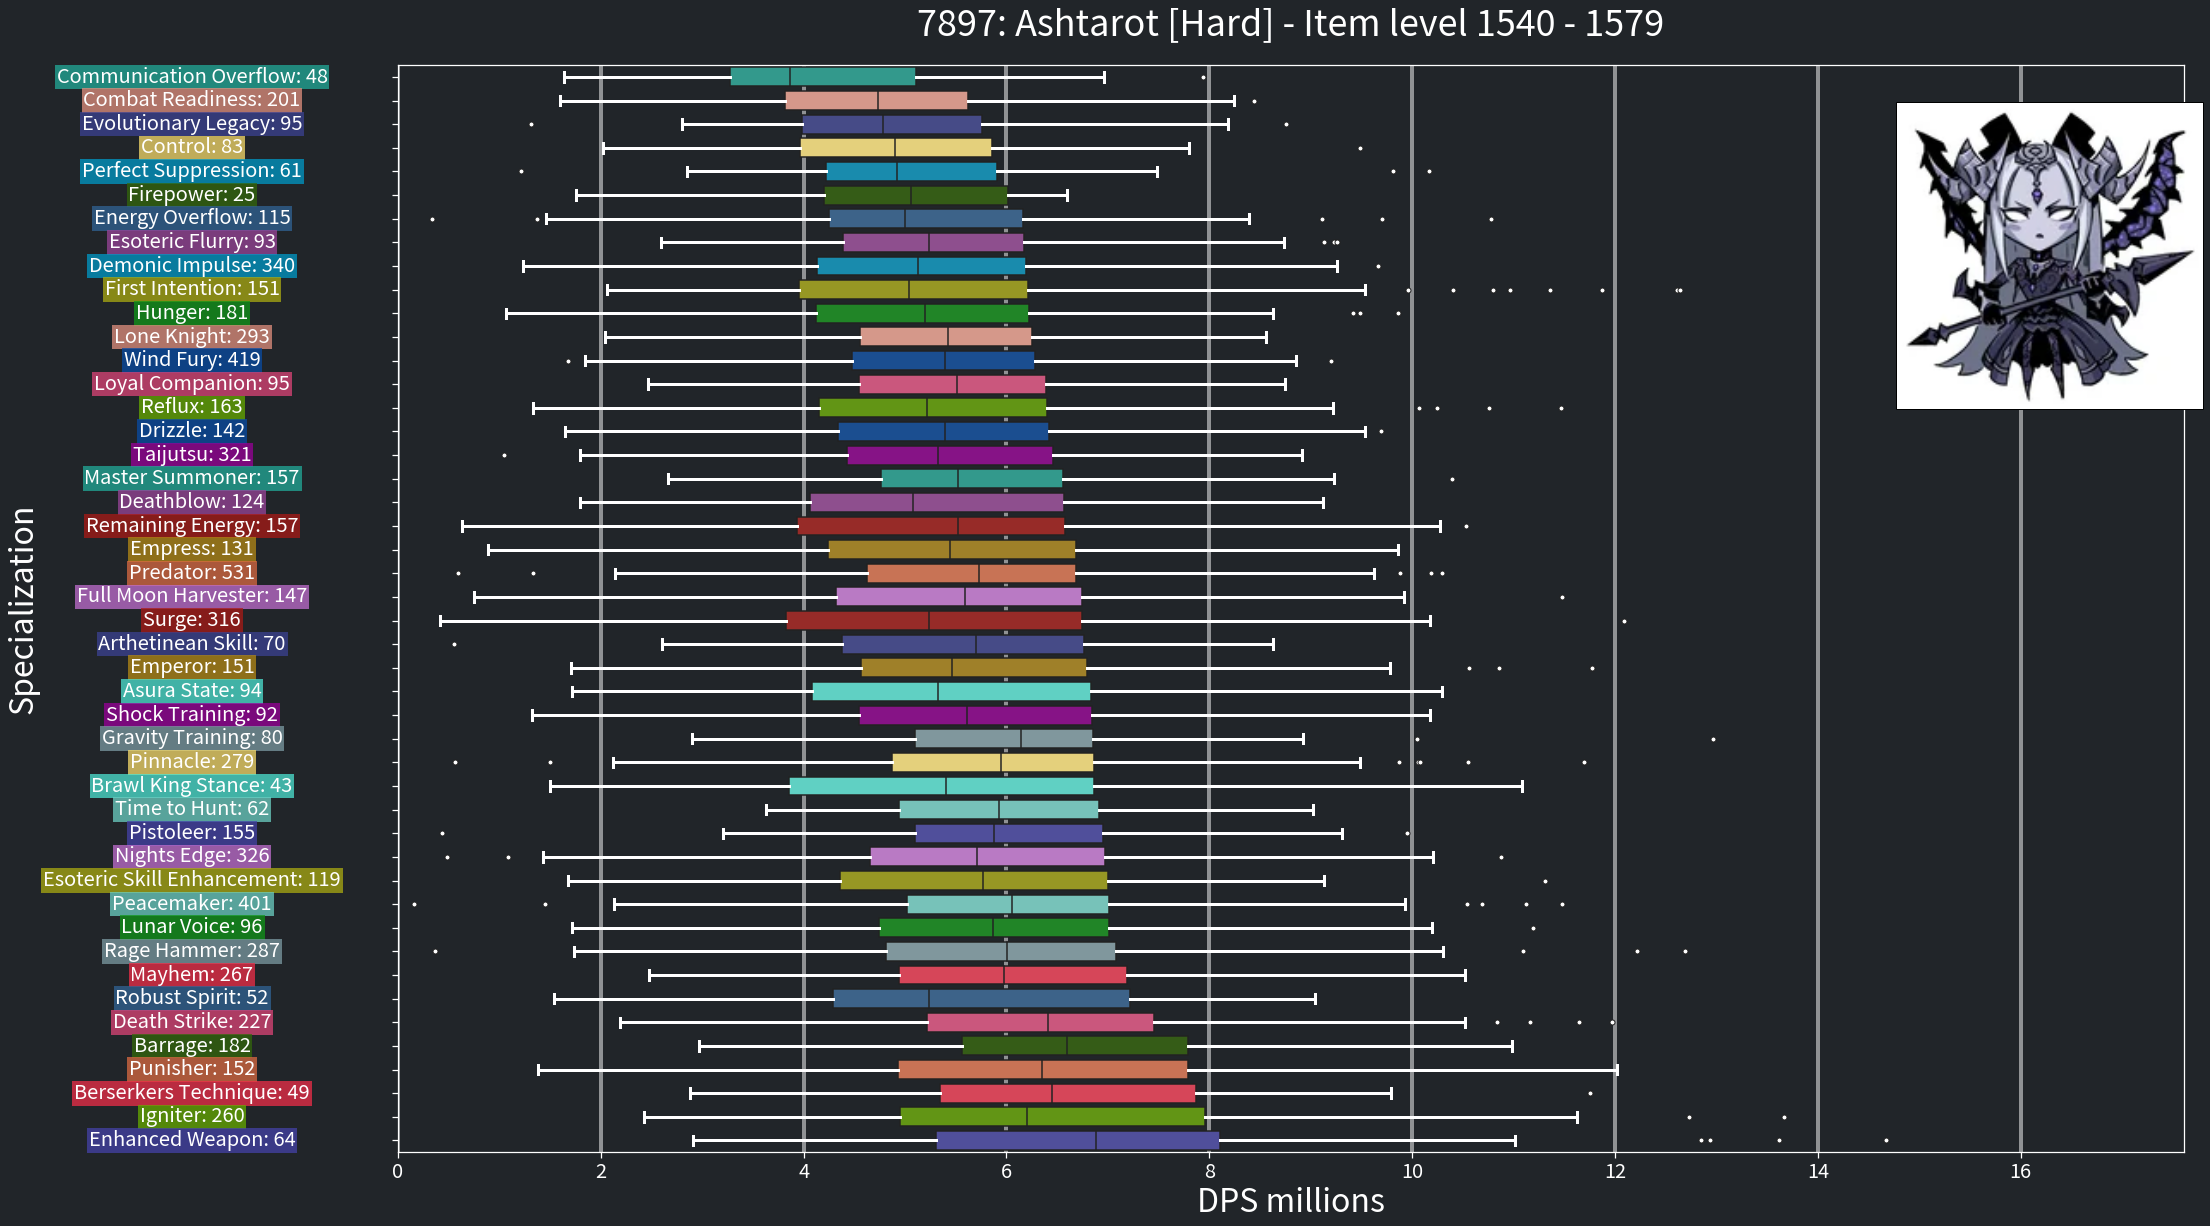 7897: Ashtarot [Hard] - Item level 1540 - 1579
Specialization
Communication Overflow: 48
Combat Readiness: 201
Evolutionary Legacy: 95
Control: 83
Perfect Suppression: 61
Firepower: 25
Energy Overflow: 115
Esoteric Flurry: 93
Demonic Impulse: 340
First Intention: 151
Hunger: 181
Lone Knight: 293
Wind Fury: 419
Loyal Companion: 95
Reflux: 163
Drizzle: 142
Taijutsu: 321
Master Summoner: 157
Deathblow: 124
Remaining Energy: 157
Empress: 131
Predator: 531
Full Moon Harvester: 147
Surge: 316
Arthetinean Skill: 70
Emperor: 151
Asura State: 94
Shock Training: 92
Gravity Training: 80
Pinnacle: 279
Brawl King Stance: 43
Time to Hunt: 62
Pistoleer: 155
Nights Edge: 326
Esoteric Skill Enhancement: 119
Peacemaker: 401
Lunar Voice: 96
Rage Hammer: 287
Mayhem: 267
Robust Spirit: 52
Death Strike: 227
Barrage: 182
Punisher: 152
Berserkers Technique: 49
Igniter: 260
Enhanced Weapon: 64
0 2 4 6 8 10 12 14 16
DPS millions